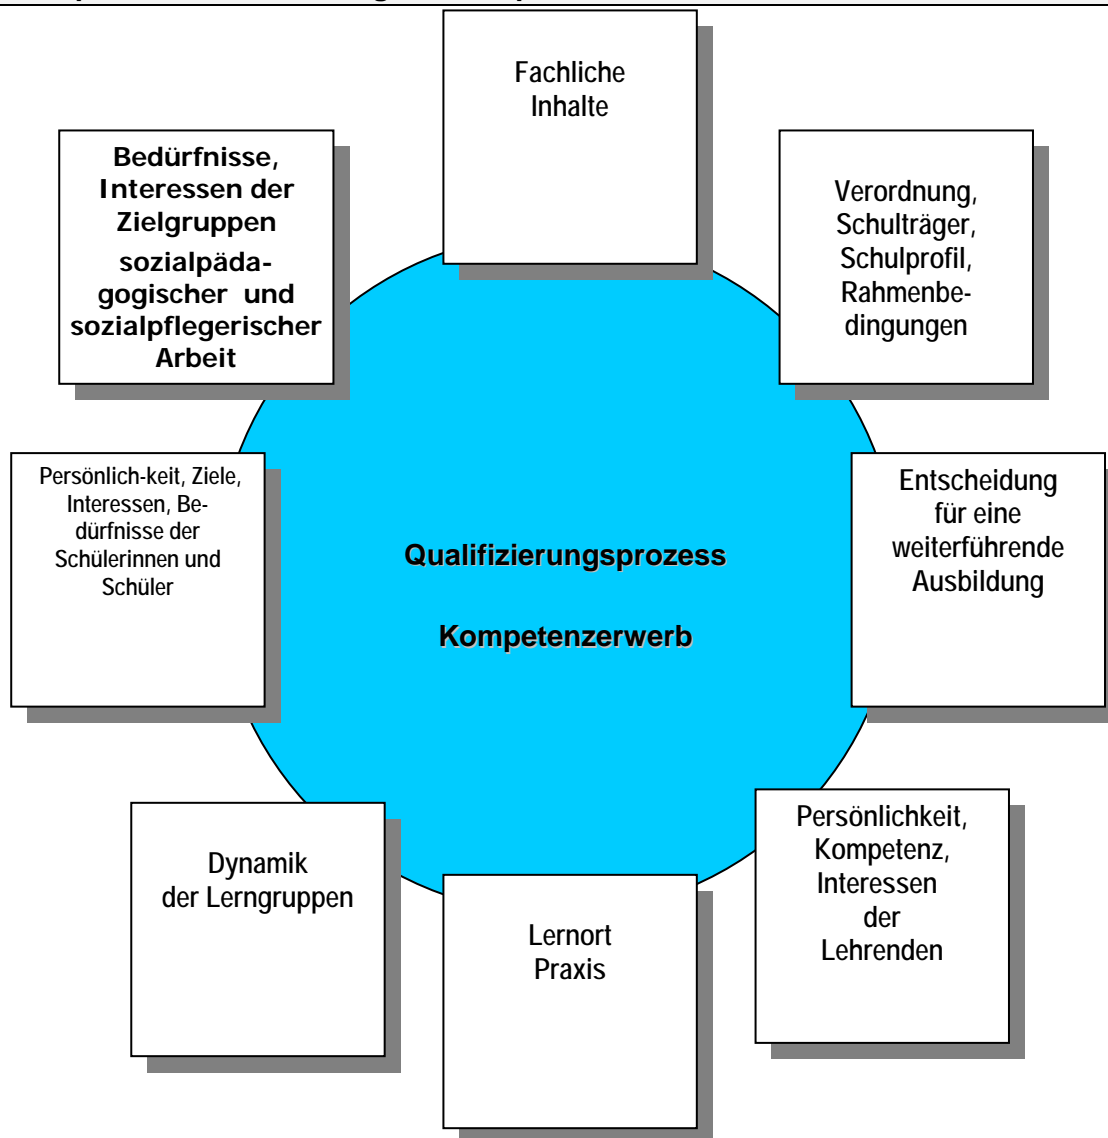 Fachliche
Inhalte
Bedürfnisse,
Interessen der
Zielgruppen
sozialpäda-
gogischer und
sozialpflegerischer
Arbeit
Verordnung,
Schulträger,
Schulprofil,
Rahmenbe-
dingungen
Persönlich-keit, Ziele,
Interessen, Be-
dürfnisse der
Schülerinnen und
Schüler
Entscheidung
für eine
weiterführende
Ausbildung
Qualifizierungsprozess
Kompetenzerwerb
Dynamik
der Lerngruppen
Lernort
Praxis
Persönlichkeit,
Kompetenz,
Interessen
der
Lehrenden